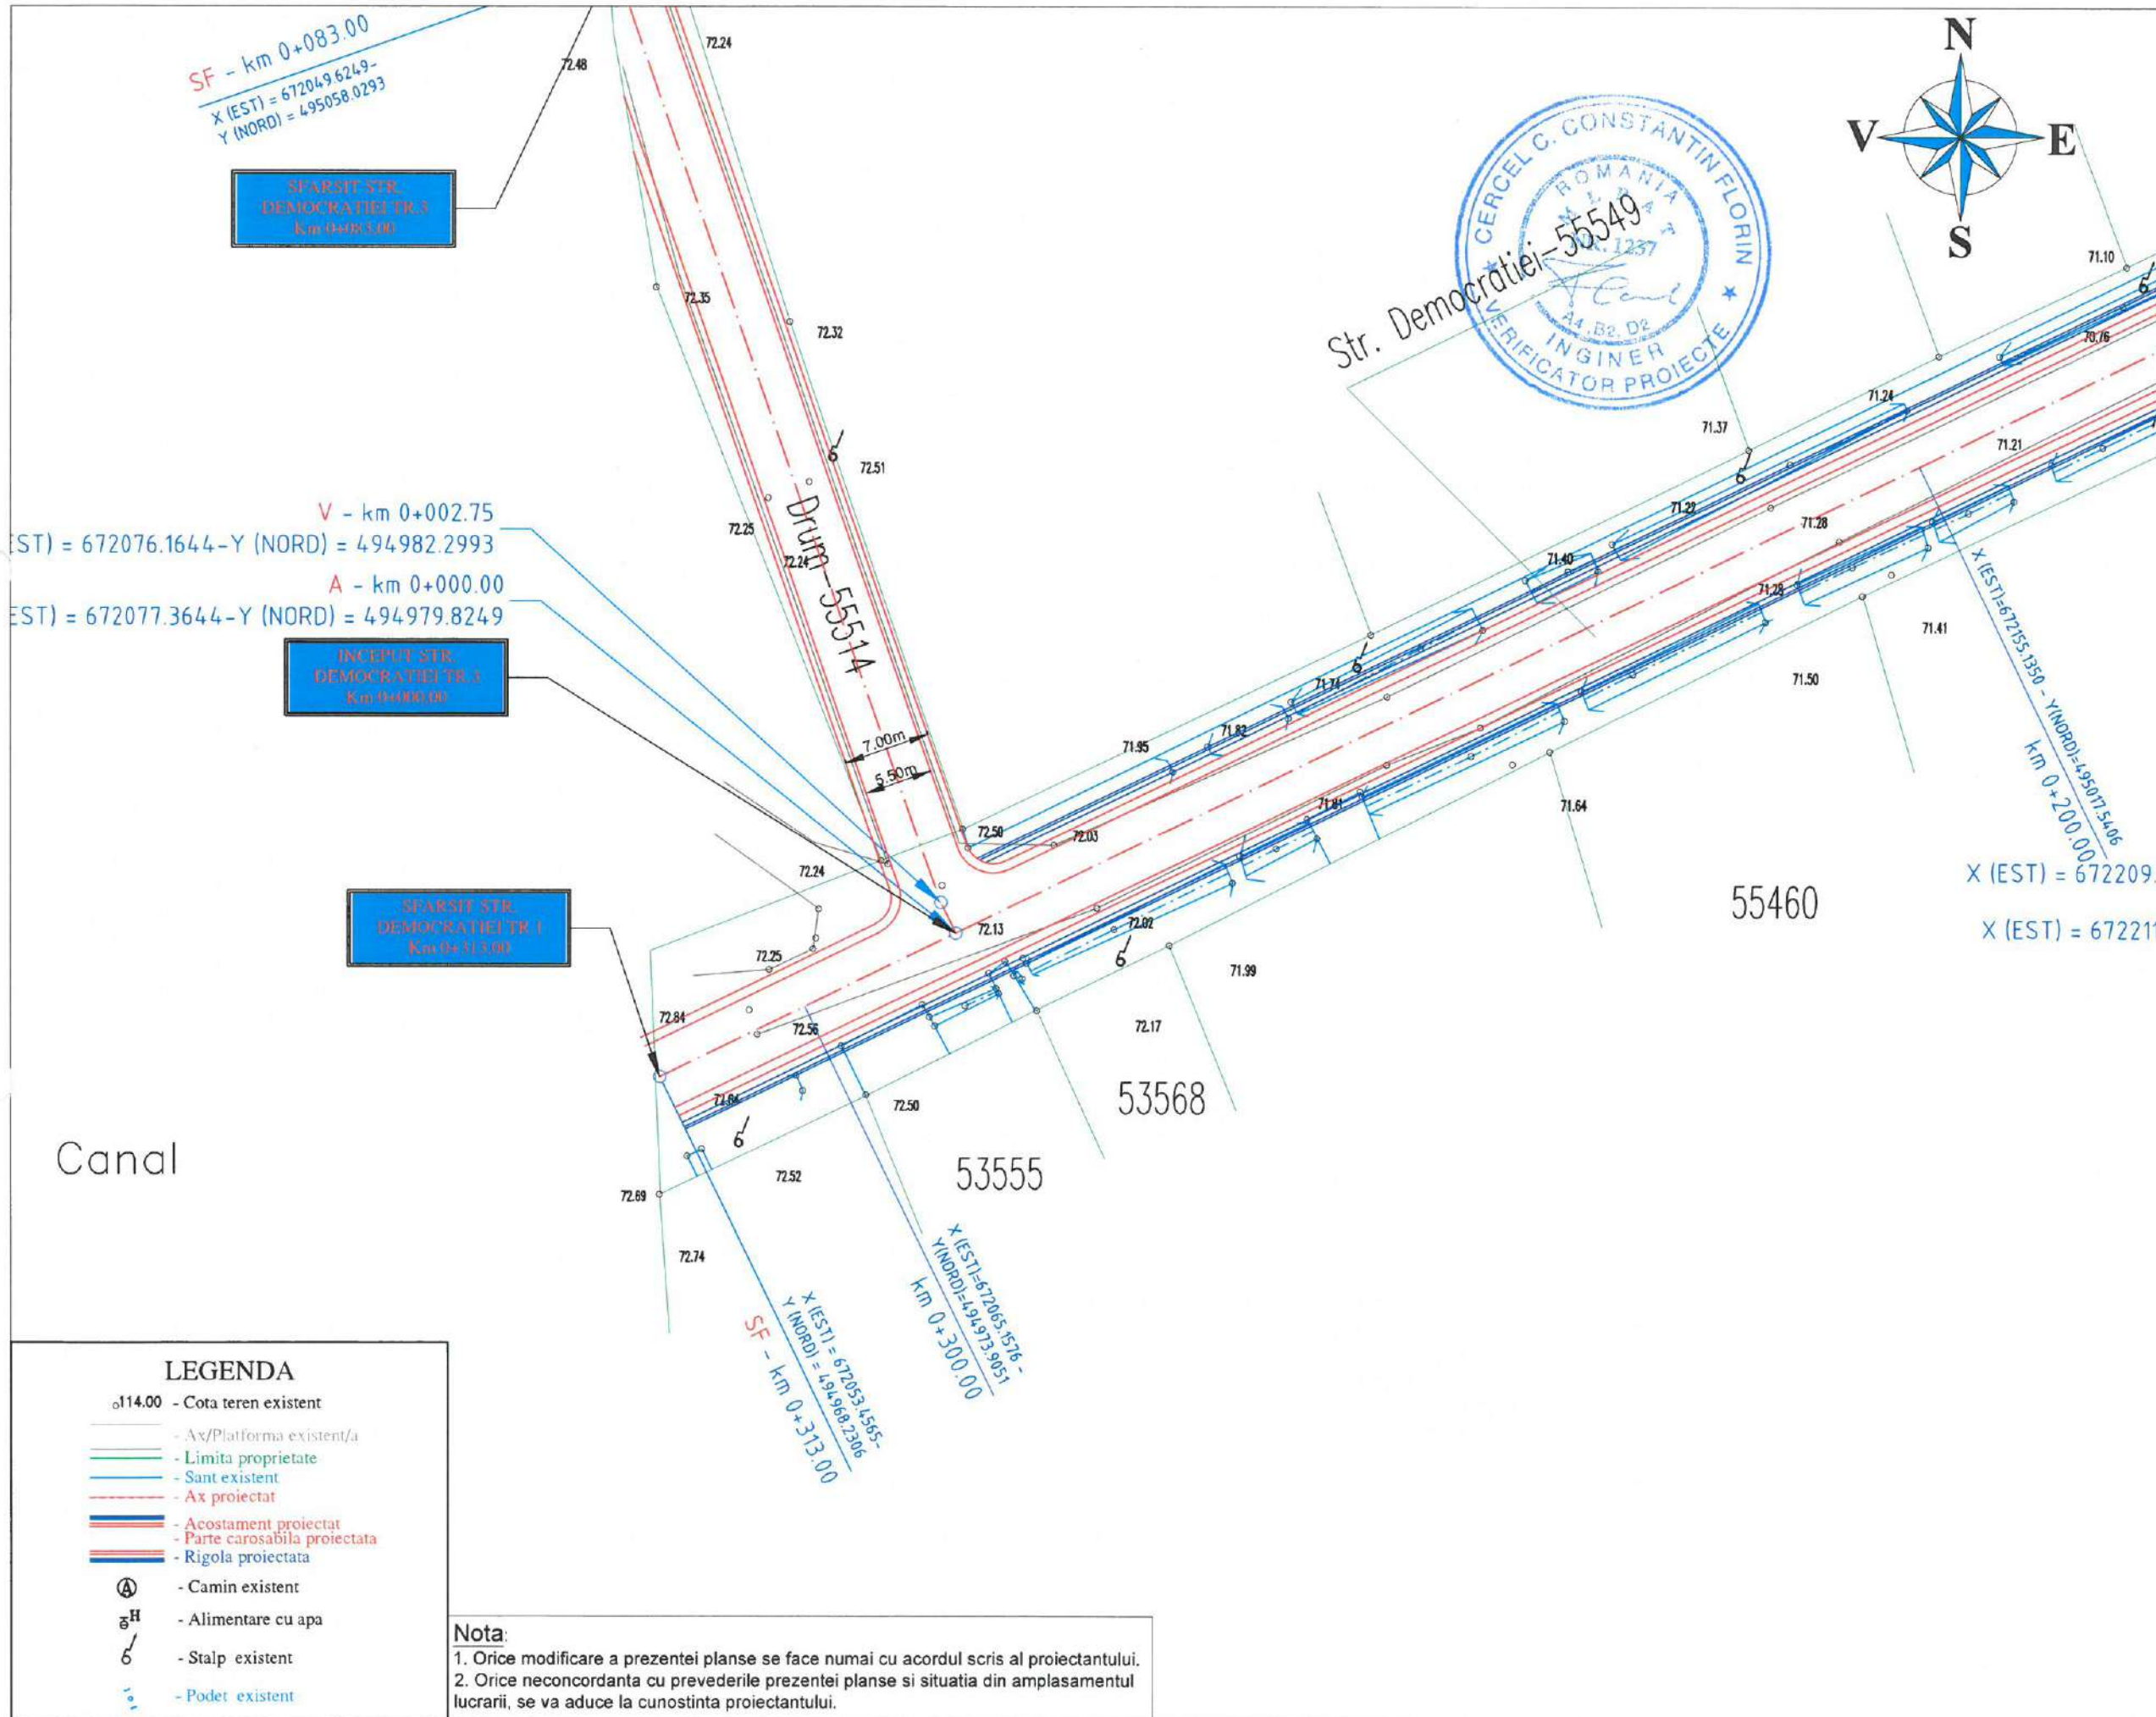 SF - km 0+083.00
X (EST) = 672049.6249-
Y (NORD) = 495058.0293
SFARSIT STR.
DEMOCRATIEI TR.3
Km 0+083.00
72.48
72.24
72.35
72.32
72.51
72.25
72.24
Drum-55514
7.00m
5.50m
V - km 0+002.75
EST) = 672076.1644-Y (NORD) = 494982.2993
A - km 0+000.00
EST) = 672077.3644-Y (NORD) = 494979.8249
INCEPUT STR.
DEMOCRATIEI TR.3
Km 0+000.00
SFARSIT STR.
DEMOCRATIEI TR.1
Km 0+313.00
N
V
E
S
CERCEL C. CONSTANTIN FLORIN
ROMANIA
NR. 1237
A4, B2, D2
INGINER
VERIFICATOR PROIECTE
Str. Democratiei-55549
71.10
70.76
71.24
71.37
71.21
71.22
71.28
71.40
71.28
71.41
71.74
71.50
71.82
71.95
71.64
71.81
72.50
72.03
72.24
72.13
72.02
72.25
71.99
72.84
72.56
72.17
72.50
72.52
72.69
72.74
55460
53568
53555
Canal
X (EST)=672155.1350 - Y(NORD)=495017.5406
km 0+200.00
X (EST) = 672209.
X (EST) = 67221
X (EST)=672065.1576 -
Y(NORD)=494973.9051
km 0+300.00
X (EST) = 672053.4565-
Y (NORD) = 494968.2306
SF - km 0+313.00
LEGENDA
114.00 - Cota teren existent
- Ax/Platforma existent/a
- Limita proprietate
- Sant existent
- Ax proiectat
- Acostament proiectat
- Parte carosabila proiectata
- Rigola proiectata
A - Camin existent
H - Alimentare cu apa
- Stalp existent
- Podet existent
Nota:
1. Orice modificare a prezentei planse se face numai cu acordul scris al proiectantului.
2. Orice neconcordanta cu prevederile prezentei planse si situatia din amplasamentul
lucrarii, se va aduce la cunostinta proiectantului.